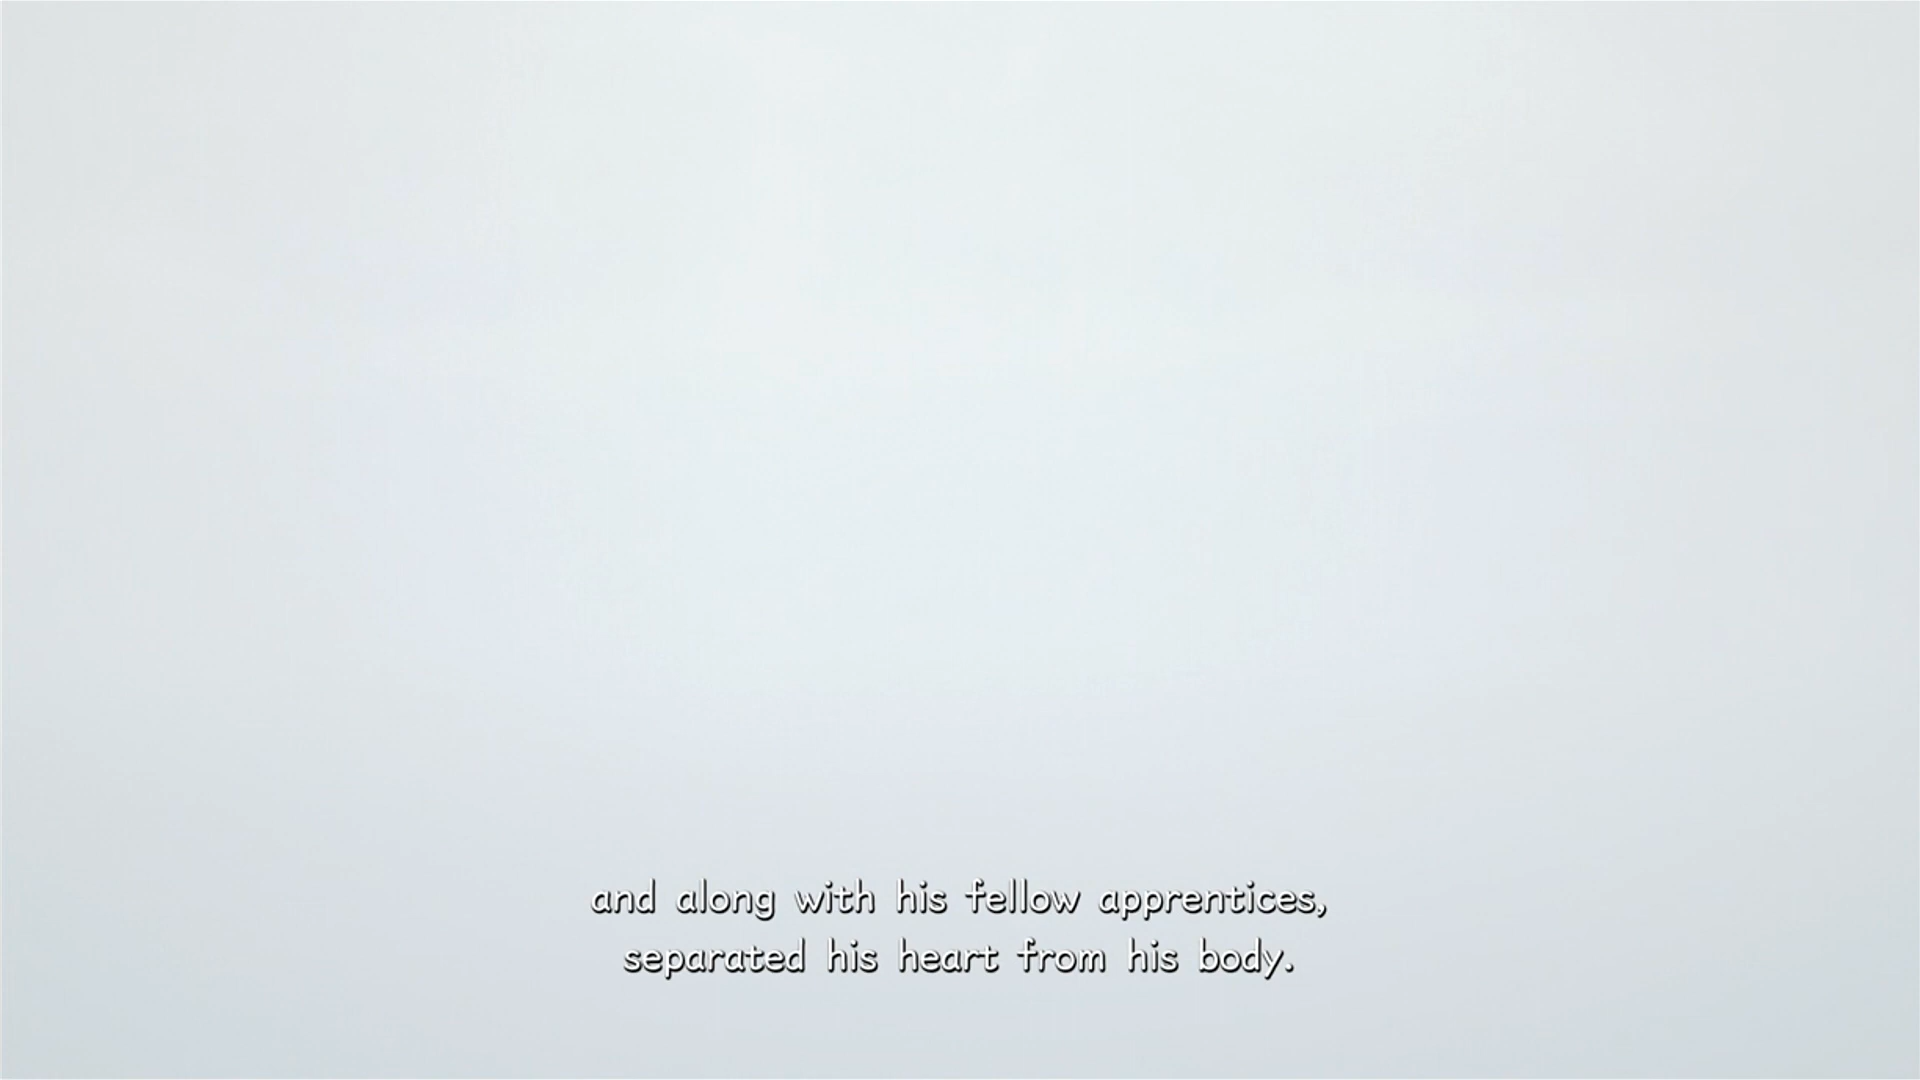 and along with his fellow apprentices,
separated his heart from his body.